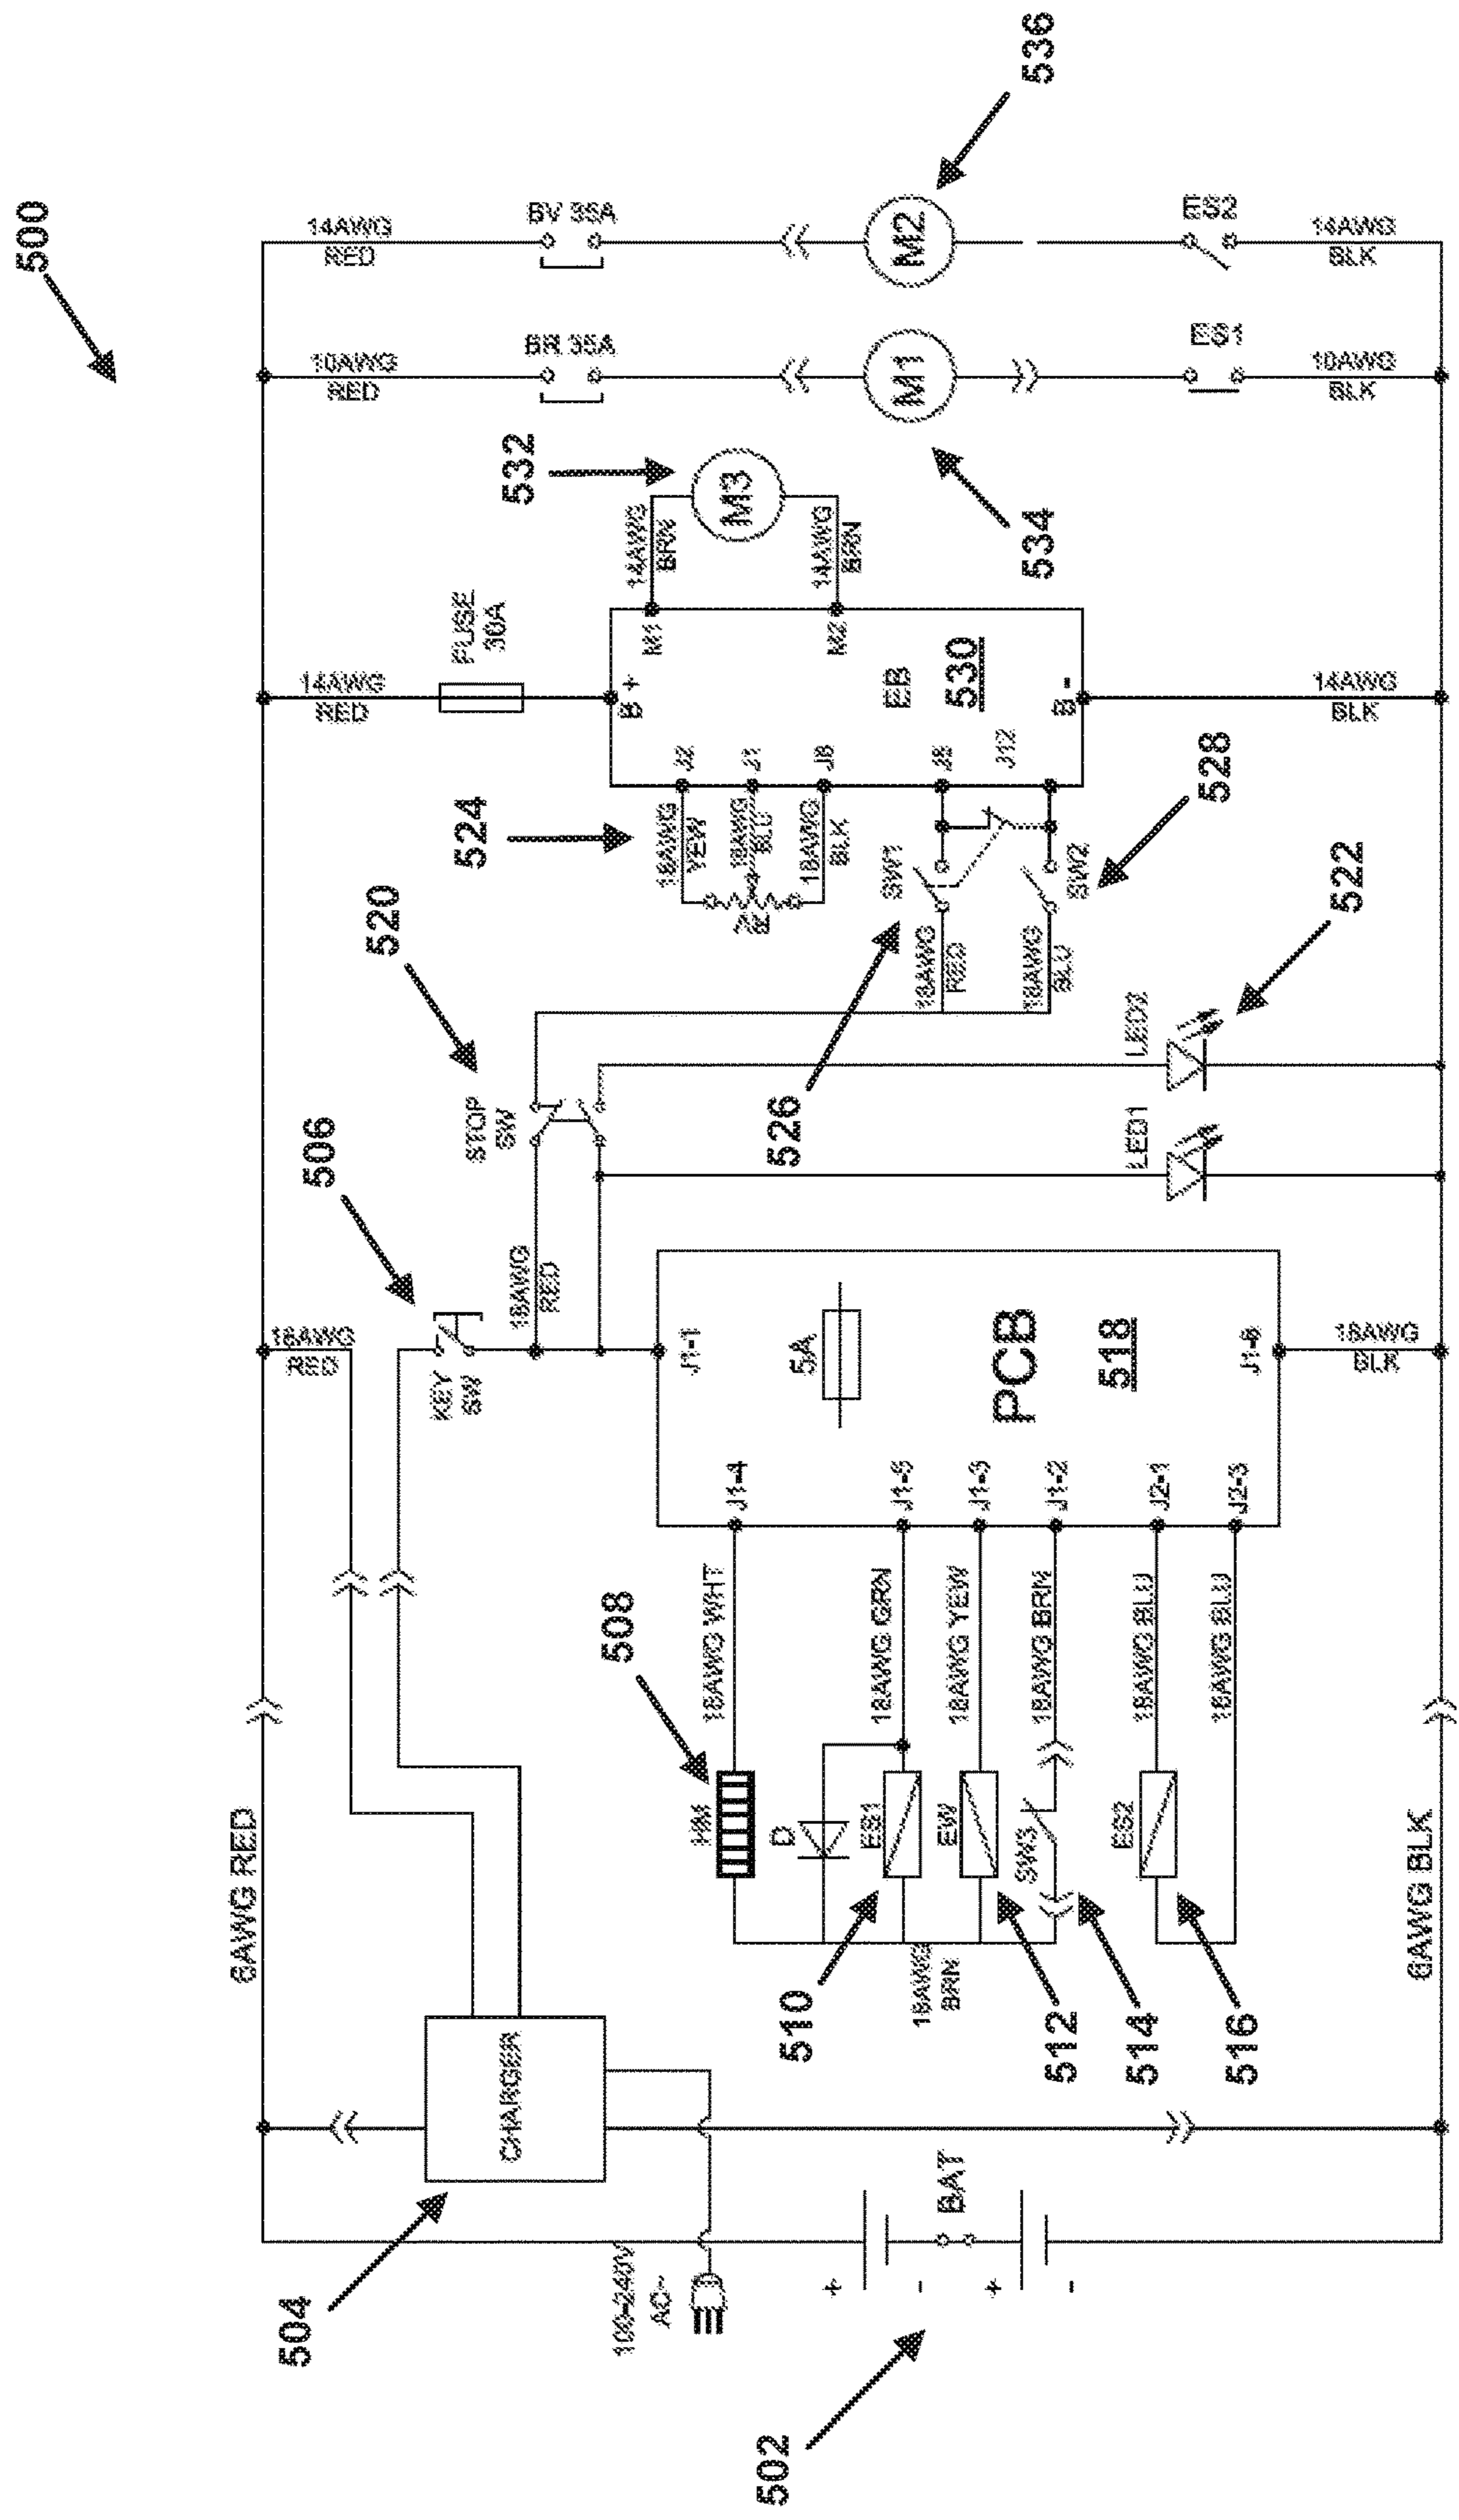 500
536
14AWG
RED
BV 35A
M2
ES2
14AWG
BLK
10AWG
RED
BR 35A
M1
ES1
10AWG
BLK
534
532
M3
14AWG
BRN
14AWG
BRN
14AWG
RED
FUSE
30A
B+
M1
M2
EB
530
B-
J2
J1
J8
J12
14AWG
BLK
524
18AWG
YEW
18AWG
BLU
18AWG
BLK
SW1
SW2
528
526
18AWG
RED
18AWG
BLU
520
STOP
SW
522
LED2
LED1
506
18AWG
RED
KEY
SW
18AWG
RED
J1-1
5A
PCB
518
J1-6
18AWG
BLK
J1-4
J1-5
J1-3
J1-2
J2-1
J2-3
508
18AWG WHT
18AWG GRN
18AWG YEW
18AWG BRN
18AWG BLU
18AWG BLU
HM
D
ES1
EW
SW3
ES2
510
512
514
516
18AWG
BRN
6AWG RED
6AWG BLK
CHARGER
504
100-240V
AC~
+
-
BAT
+
-
502